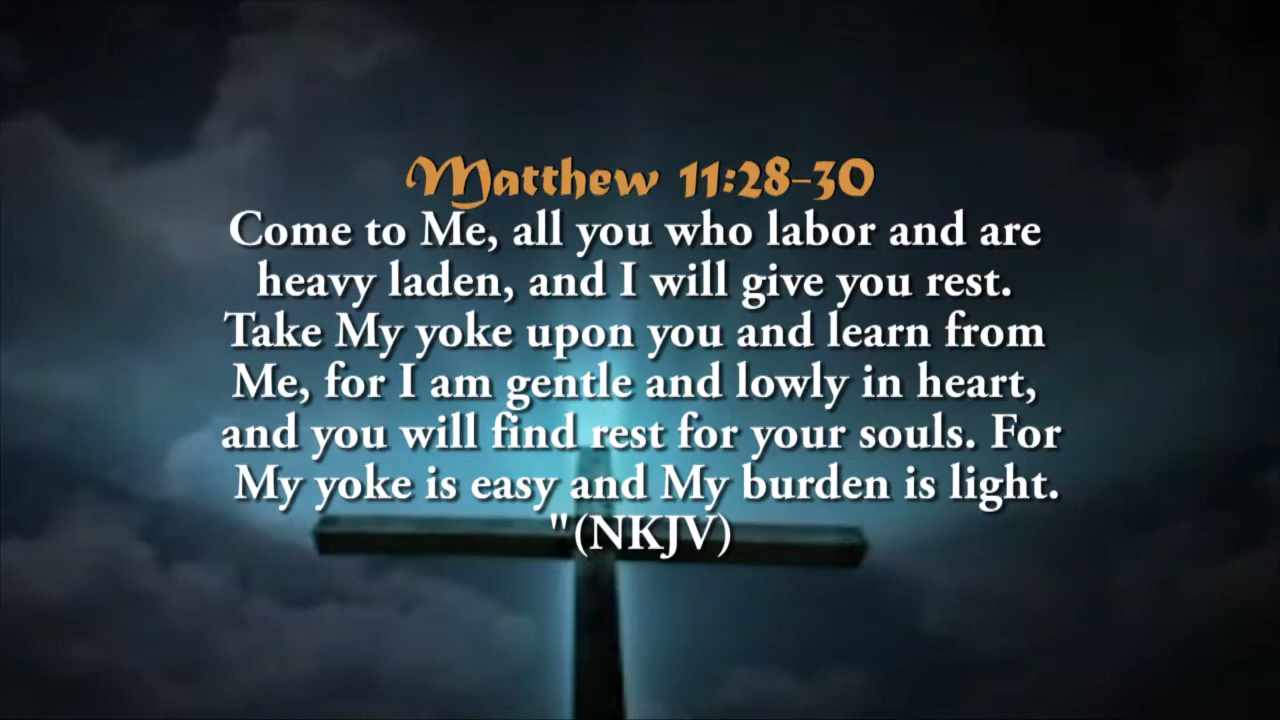 Matthew 11:28-30
Come to Me, all you who labor and are
heavy laden, and I will give you rest.
Take My yoke upon you and learn from
Me, for I am gentle and lowly in heart,
and you will find rest for your souls. For
My yoke is easy and My burden is light.
"(NKJV)